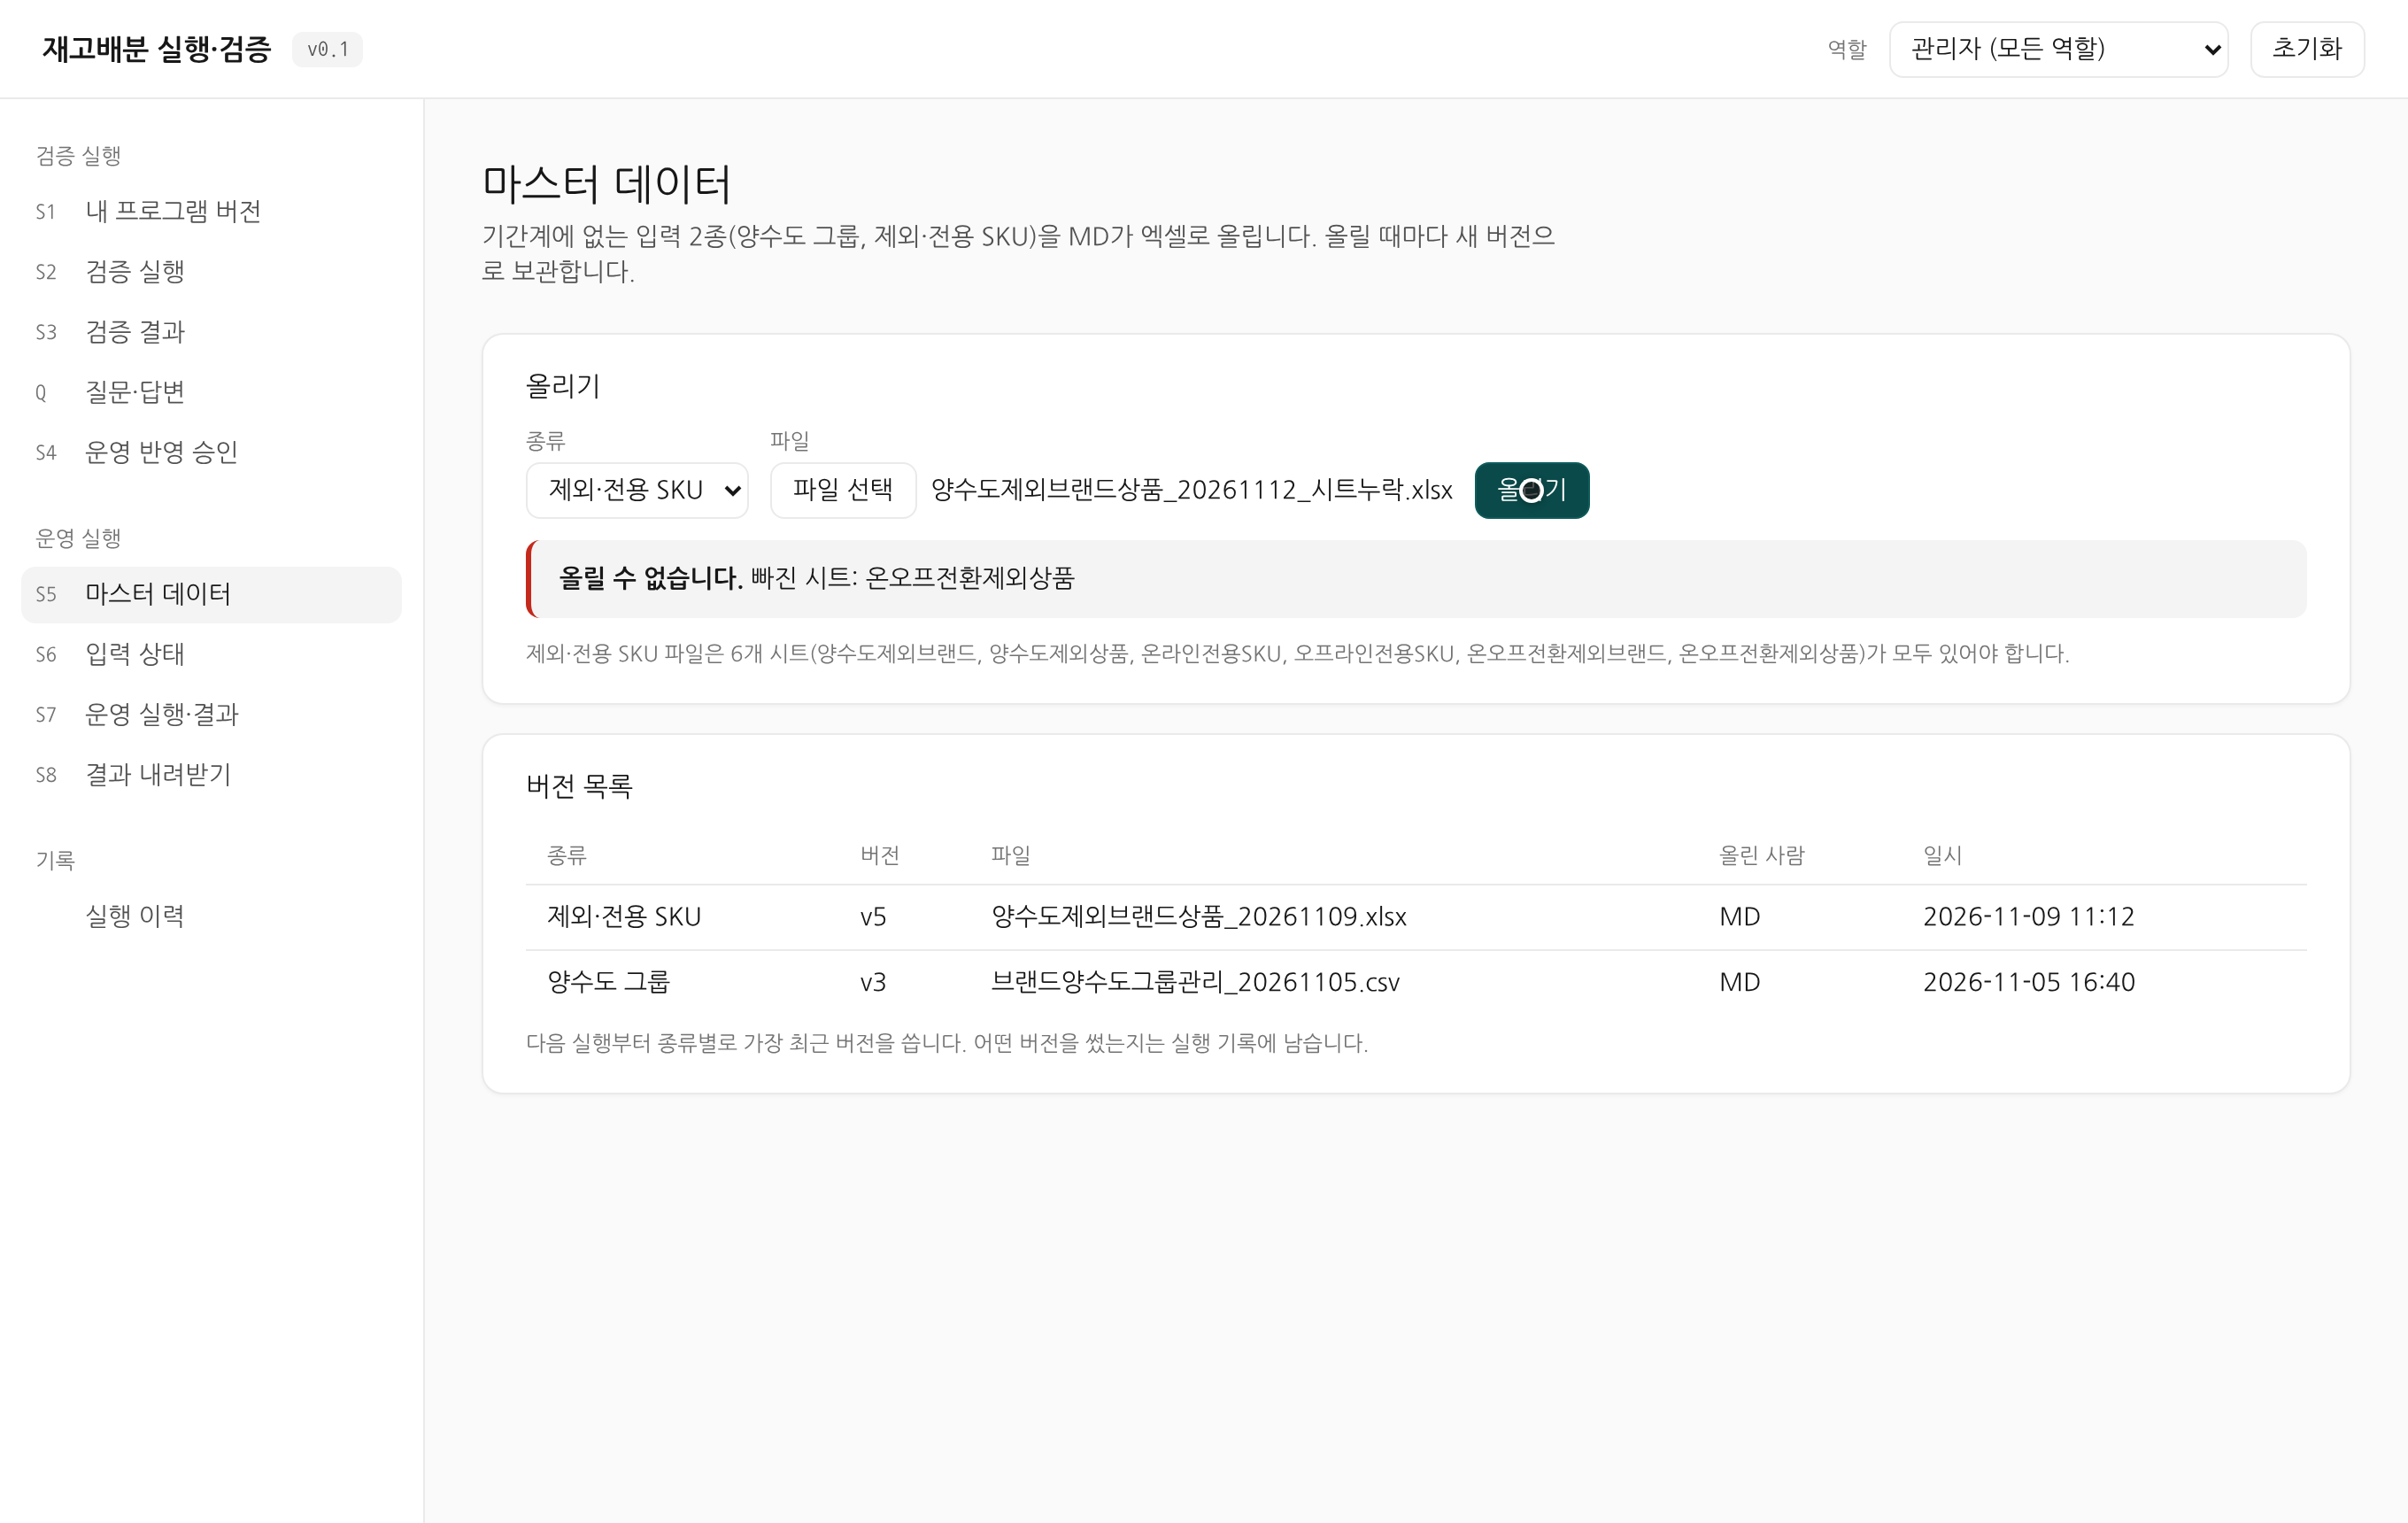 재고배분 실행·검증 v0.1 역할 관리자 (모든 역할) 초기화
검증 실행
S1 내 프로그램 버전
S2 검증 실행
S3 검증 결과
Q 질문·답변
S4 운영 반영 승인
운영 실행
S5 마스터 데이터
S6 입력 상태
S7 운영 실행·결과
S8 결과 내려받기
기록
실행 이력
마스터 데이터
기간계에 없는 입력 2종(양수도 그룹, 제외·전용 SKU)을 MD가 엑셀로 올립니다. 올릴 때마다 새 버전으
로 보관합니다.
올리기
종류 파일
제외·전용 SKU 파일 선택 양수도제외브랜드상품_20261112_시트누락.xlsx
올릴 수 없습니다. 빠진 시트: 온오프전환제외상품
제외·전용 SKU 파일은 6개 시트(양수도제외브랜드, 양수도제외상품, 온라인전용SKU, 오프라인전용SKU, 온오프전환제외브랜드, 온오프전환제외상품)가 모두 있어야 합니다.
버전 목록
종류 버전 파일 올린 사람 일시
제외·전용 SKU v5 양수도제외브랜드상품_20261109.xlsx MD 2026-11-09 11:12
양수도 그룹 v3 브랜드양수도그룹관리_20261105.csv MD 2026-11-05 16:40
다음 실행부터 종류별로 가장 최근 버전을 씁니다. 어떤 버전을 썼는지는 실행 기록에 남습니다.